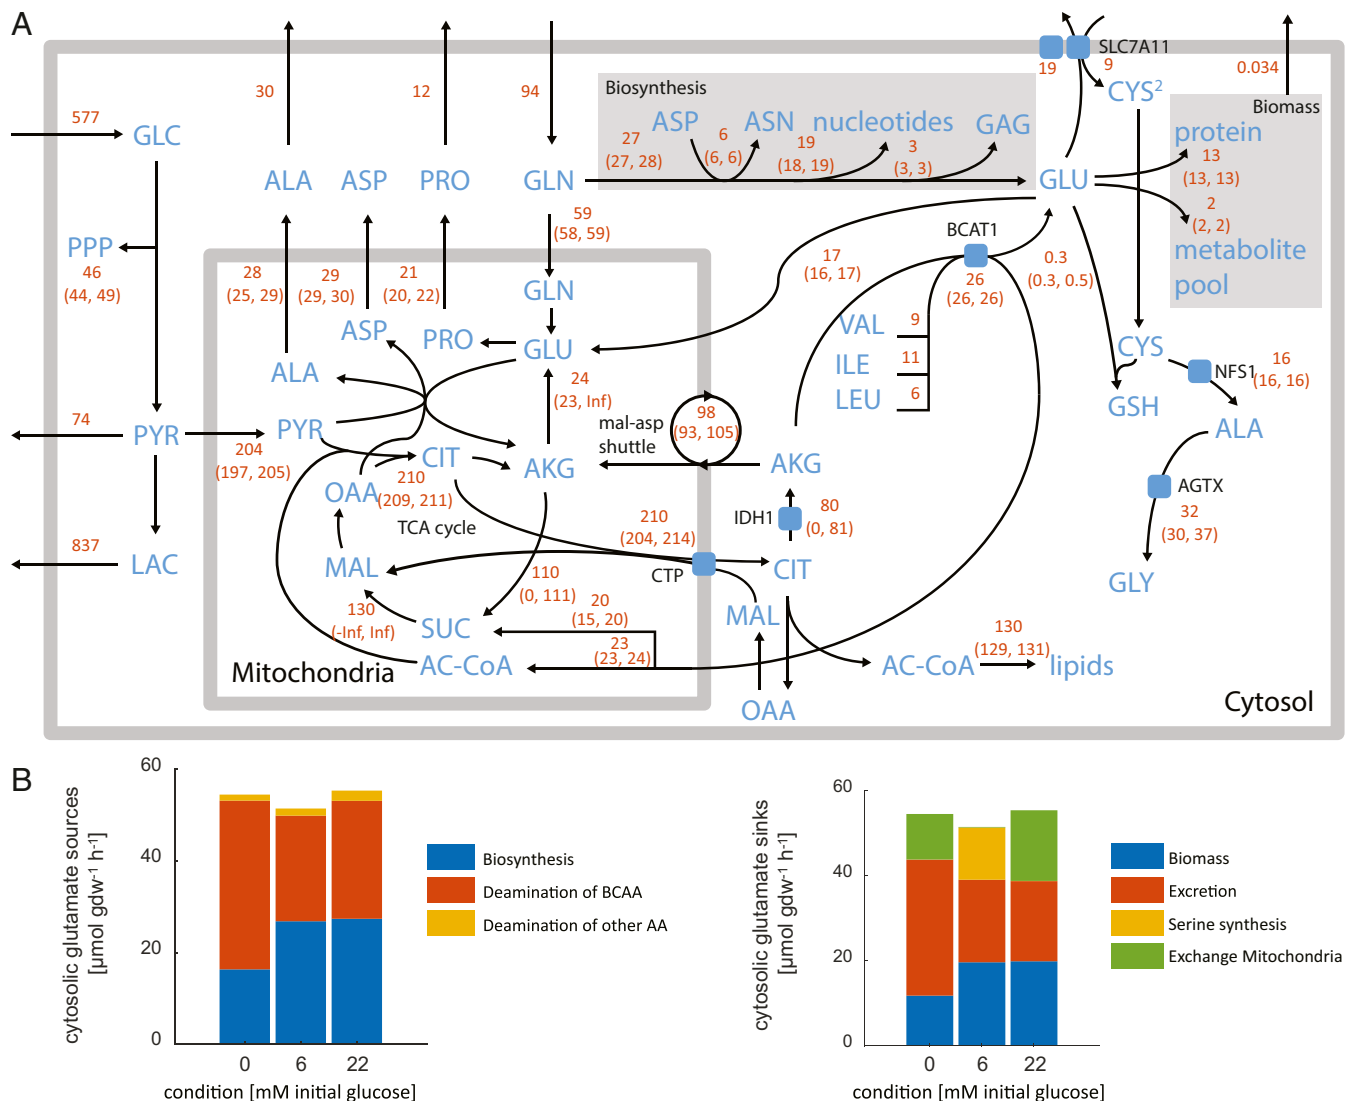 A
SLC7A11
30
12
94
19
9
0.034
Biosynthesis
CYS2
Biomass
577
GLC
ASP
ASN
nucleotides
GAG
protein
27
(27, 28)
6
(6, 6)
19
(18, 19)
3
(3, 3)
13
(13, 13)
ALA
ASP
PRO
GLN
GLU
2
(2, 2)
PPP
46
(44, 49)
59
(58, 59)
BCAT1
metabolite
pool
28
(25, 29)
29
(29, 30)
21
(20, 22)
17
(16, 17)
26
(26, 26)
0.3
(0.3, 0.5)
GLN
ASP
PRO
GLU
VAL
9
CYS
ALA
24
(23, Inf)
ILE
11
NFS1
16
(16, 16)
LEU
6
GSH
74
PYR
PYR
204
(197, 205)
mal-asp
shuttle
98
(93, 105)
ALA
CIT
AKG
AKG
OAA
210
(209, 211)
AGTX
32
(30, 37)
TCA cycle
210
(204, 214)
IDH1
80
(0, 81)
837
LAC
MAL
CTP
CIT
GLY
110
(0, 111)
130
(-Inf, Inf)
20
(15, 20)
MAL
SUC
23
(23, 24)
130
(129, 131)
Mitochondria
AC-CoA
AC-CoA
lipids
OAA
Cytosol
B
cytosolic glutamate sources
[µmol gdw-1 h-1]
60
40
20
0
0 6 22
condition [mM initial glucose]
Biosynthesis
Deamination of BCAA
Deamination of other AA
cytosolic glutamate sinks
[µmol gdw-1 h-1]
60
40
20
0
0 6 22
condition [mM initial glucose]
Biomass
Excretion
Serine synthesis
Exchange Mitochondria